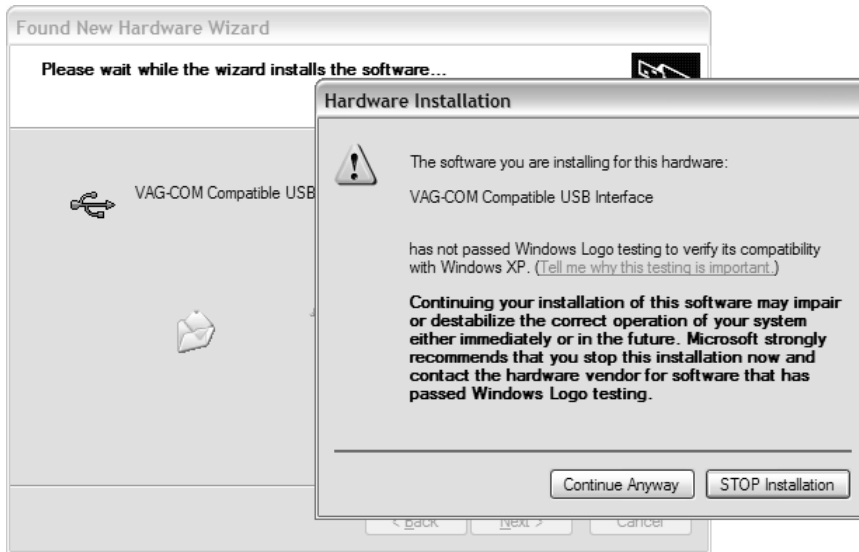 Found New Hardware Wizard
Please wait while the wizard installs the software...
VAG-COM Compatible USB
Hardware Installation
The software you are installing for this hardware:
VAG-COM Compatible USB Interface
has not passed Windows Logo testing to verify its compatibility
with Windows XP. (Tell me why this testing is important.)
Continuing your installation of this software may impair
or destabilize the correct operation of your system
either immediately or in the future. Microsoft strongly
recommends that you stop this installation now and
contact the hardware vendor for software that has
passed Windows Logo testing.
Continue Anyway
STOP Installation
< Back
Next >
Cancel